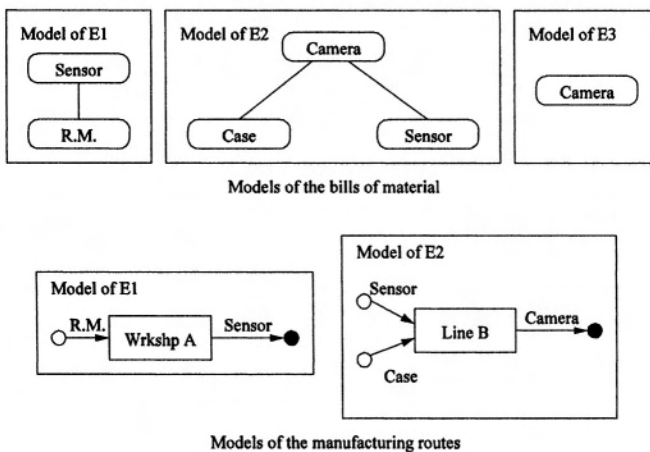 Model of E1
Sensor
R.M.
Model of E2
Camera
Case
Sensor
Model of E3
Camera
Models of the bills of material
Model of E1
R.M.
Wrkshp A
Sensor
Model of E2
Sensor
Case
Line B
Camera
Models of the manufacturing routes